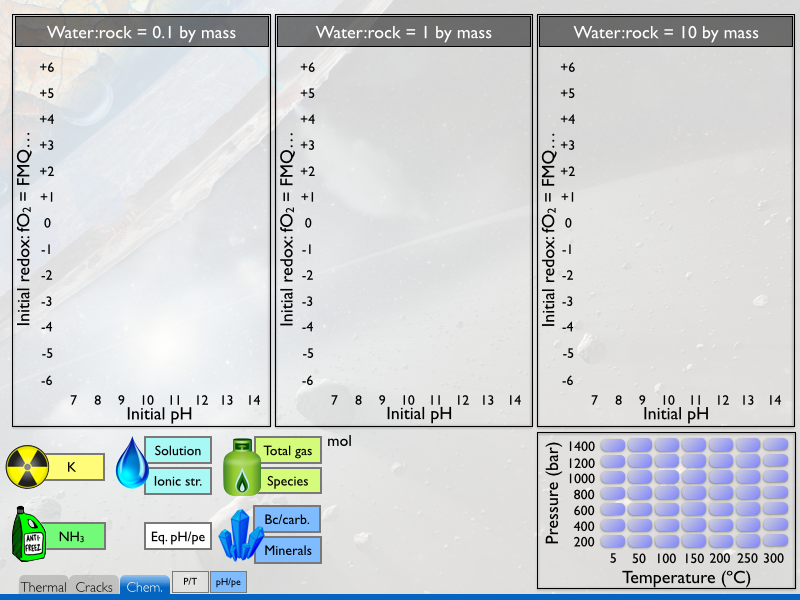 Water:rock = 0.1 by mass
Water:rock = 1 by mass
Water:rock = 10 by mass
Initial redox: fO₂ = FMQ…
+6
+5
+4
+3
+2
+1
0
-1
-2
-3
-4
-5
-6
7 8 9 10 11 12 13 14
Initial pH
Initial redox: fO₂ = FMQ…
+6
+5
+4
+3
+2
+1
0
-1
-2
-3
-4
-5
-6
7 8 9 10 11 12 13 14
Initial pH
Initial redox: fO₂ = FMQ…
+6
+5
+4
+3
+2
+1
0
-1
-2
-3
-4
-5
-6
7 8 9 10 11 12 13 14
Initial pH
K
Solution
Ionic str.
Total gas
mol
Species
ANTI-
FREEZ
NH₃
Eq. pH/pe
Bc/carb.
Minerals
Pressure (bar)
1400
1200
1000
800
600
400
200
5 50 100 150 200 250 300
Temperature (°C)
Thermal Cracks Chem. P/T pH/pe